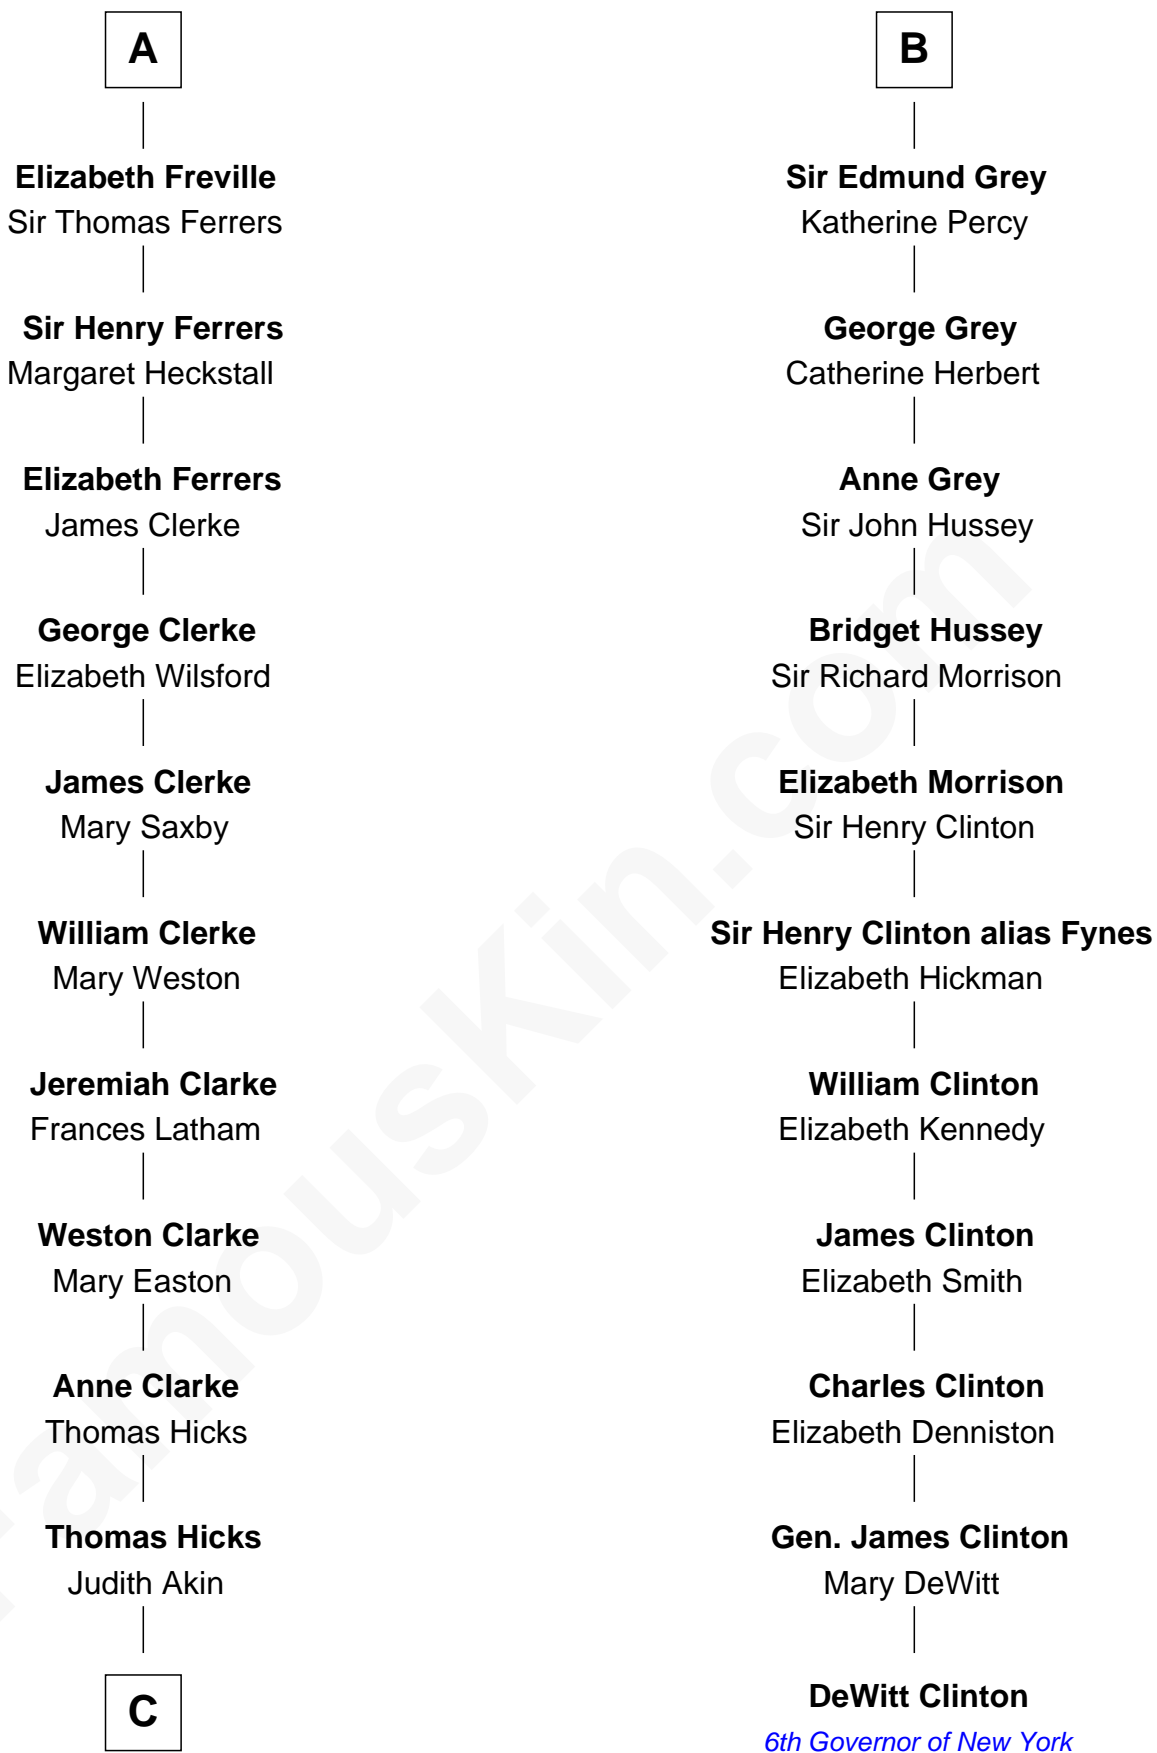 A
Elizabeth Freville
Sir Thomas Ferrers
Sir Henry Ferrers
Margaret Heckstall
Elizabeth Ferrers
James Clerke
George Clerke
Elizabeth Wilsford
James Clerke
Mary Saxby
William Clerke
Mary Weston
Jeremiah Clarke
Frances Latham
Weston Clarke
Mary Easton
Anne Clarke
Thomas Hicks
Thomas Hicks
Judith Akin
C
B
Sir Edmund Grey
Katherine Percy
George Grey
Catherine Herbert
Anne Grey
Sir John Hussey
Bridget Hussey
Sir Richard Morrison
Elizabeth Morrison
Sir Henry Clinton
Sir Henry Clinton alias Fynes
Elizabeth Hickman
William Clinton
Elizabeth Kennedy
James Clinton
Elizabeth Smith
Charles Clinton
Elizabeth Denniston
Gen. James Clinton
Mary DeWitt
DeWitt Clinton
6th Governor of New York
FamousKin.com